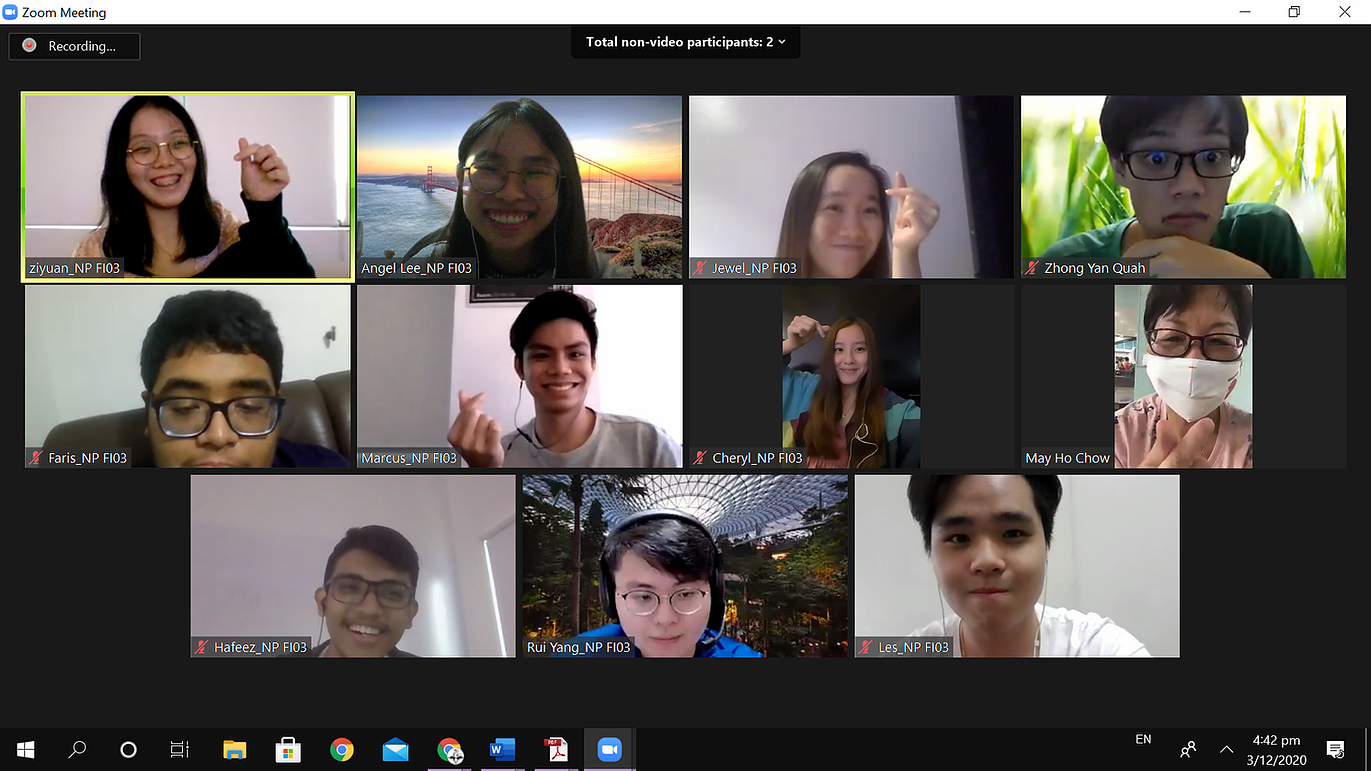 Zoom Meeting
Recording...
Total non-video participants: 2
ziyuan_NP FI03
Angel Lee_NP FI03
Jewel_NP FI03
Zhong Yan Quah
Faris_NP FI03
Marcus_NP FI03
Cheryl_NP FI03
May Ho Chow
Hafeez_NP FI03
Rui Yang_NP FI03
Les_NP FI03
W
PDF
EN
4:42 pm
3/12/2020